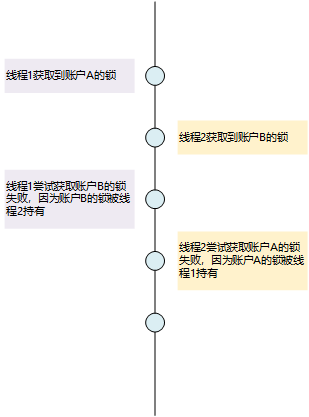 线程1获取到账户A的锁
线程2获取到账户B的锁
线程1尝试获取账户B的锁
失败，因为账户B的锁被线
程2持有
线程2尝试获取账户A的锁
失败，因为账户A的锁被线
程1持有